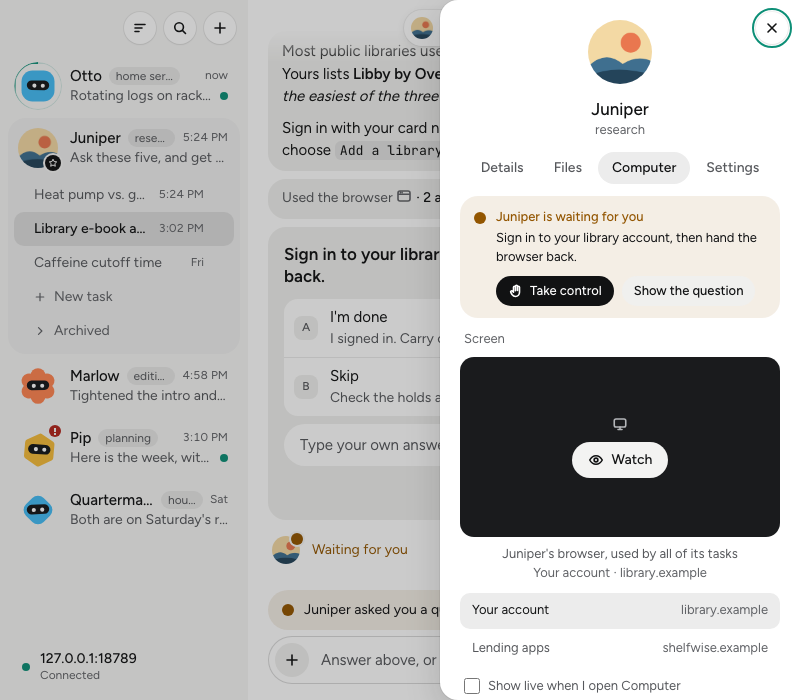 Otto home ser... now
Rotating logs on rack...
Juniper rese... 5:24 PM
Ask these five, and get ...
Heat pump vs. g... 5:24 PM
Library e-book a... 3:02 PM
Caffeine cutoff time Fri
New task
Archived
Marlow editi... 4:58 PM
Tightened the intro and...
Pip planning 3:10 PM
Here is the week, wit...
Quarterma... hou... Sat
Both are on Saturday's r...
127.0.0.1:18789
Connected
Most public libraries use
Yours lists Libby by Ove
the easiest of the three
Sign in with your card n
choose Add a library
Used the browser · 2 a
Sign in to your librar
back.
A I'm done
I signed in. Carry o
B Skip
Check the holds a
Type your own answe
Waiting for you
Juniper asked you a q
Answer above, or
Juniper
research
Details Files Computer Settings
Juniper is waiting for you
Sign in to your library account, then hand the
browser back.
Take control Show the question
Screen
Watch
Juniper's browser, used by all of its tasks
Your account · library.example
Your account library.example
Lending apps shelfwise.example
Show live when I open Computer